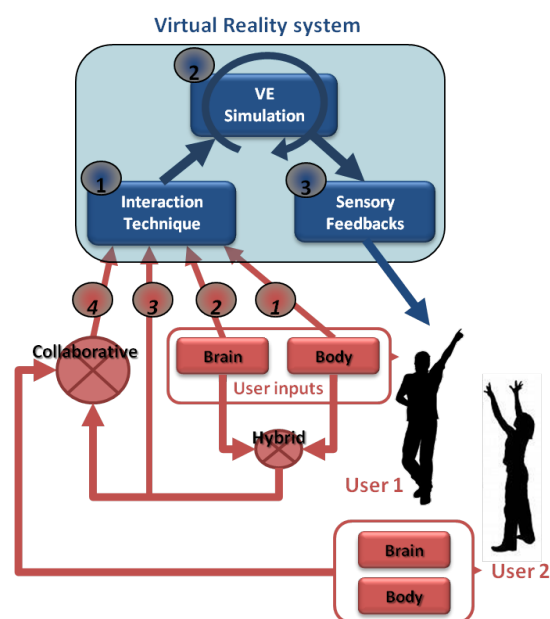 Virtual Reality system
2
VE
Simulation
1
3
Interaction
Technique
Sensory
Feedbacks
4
3
2
1
Collaborative
Brain
Body
User inputs
Hybrid
User 1
Brain
User 2
Body